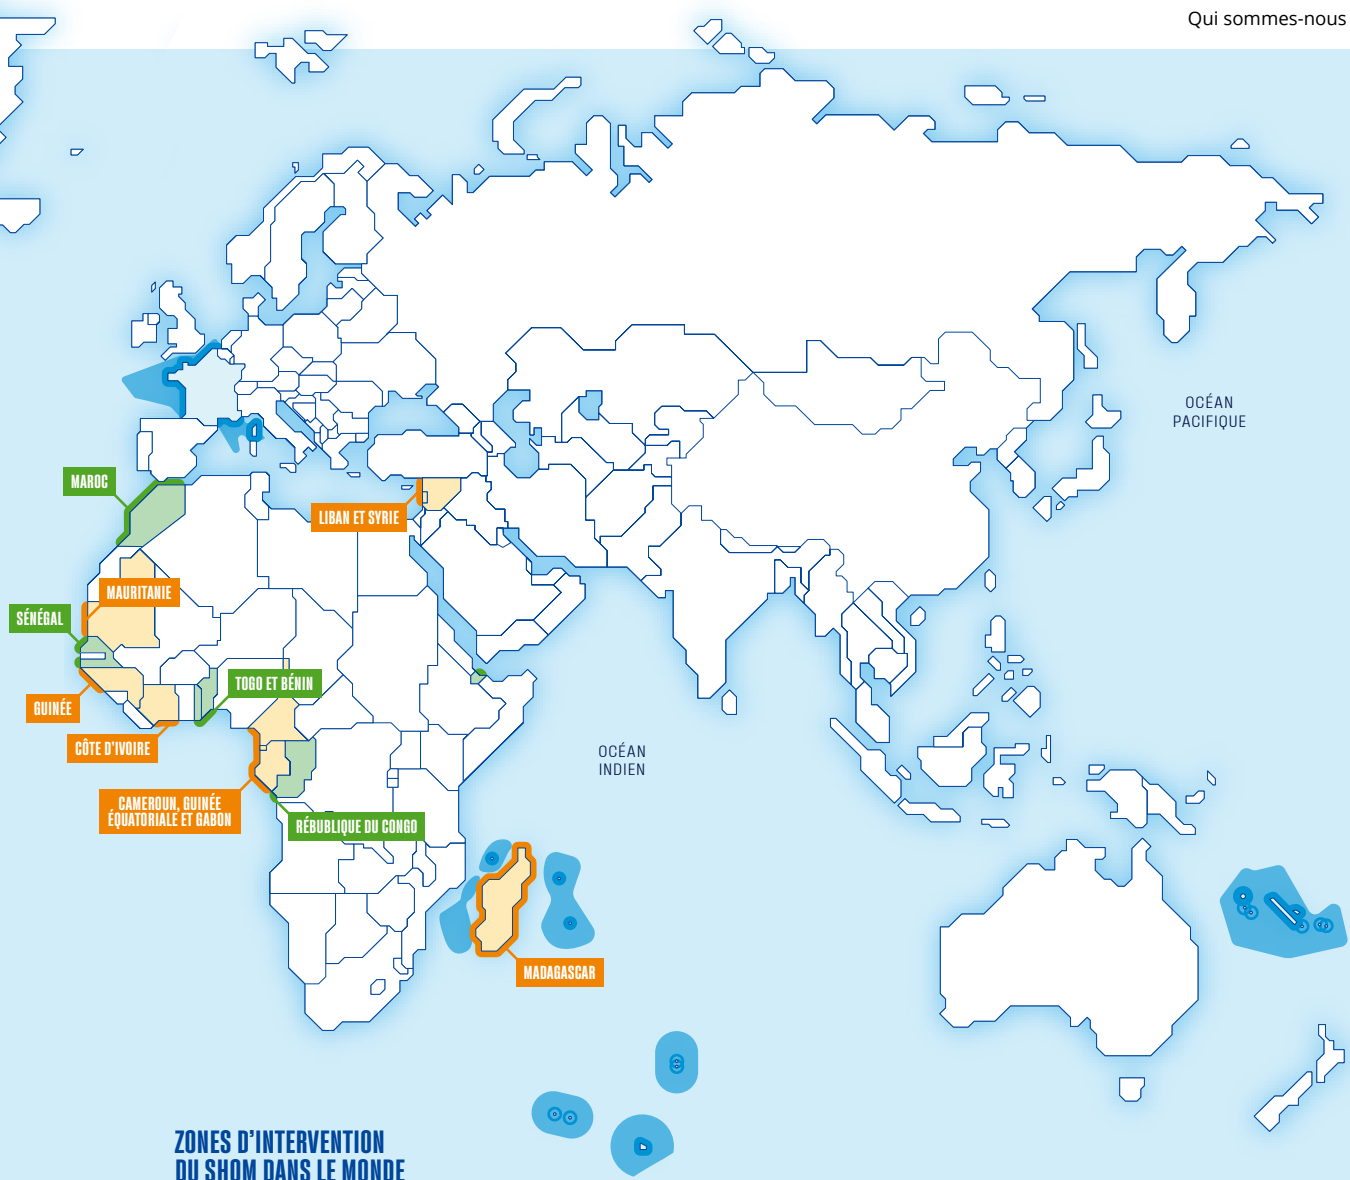 Qui sommes-nous
OCÉAN
PACIFIQUE
MAROC
LIBAN ET SYRIE
MAURITANIE
SÉNÉGAL
TOGO ET BÉNIN
GUINÉE
CÔTE D'IVOIRE
OCÉAN
INDIEN
CAMEROUN, GUINÉE
ÉQUATORIALE ET GABON
RÉBUBLIQUE DU CONGO
MADAGASCAR
ZONES D'INTERVENTION
DU SHOM DANS LE MONDE